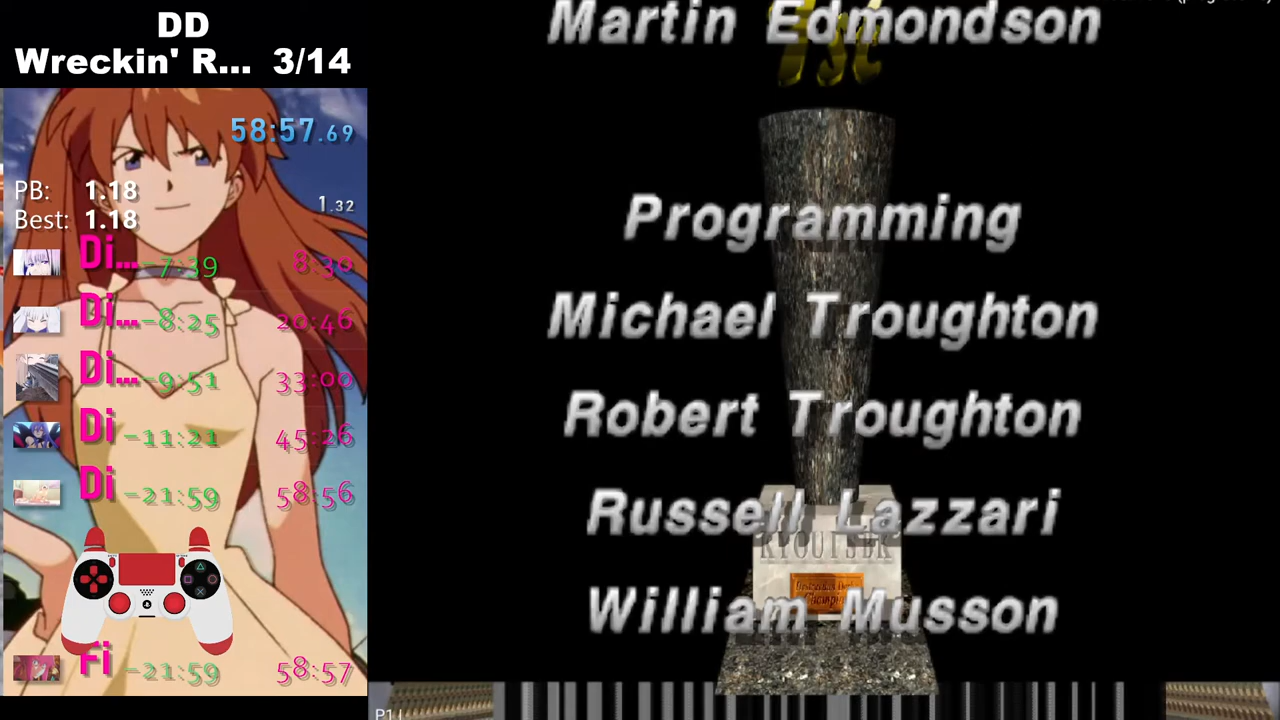 DD
Wreckin' R... 3/14
58:57.69
PB: 1.18
Best: 1.18
1.32
Di... -7:39 8:30
Di... -8:25 20:46
Di... -9:51 33:00
Di -11:21 45:26
Di -21:59 58:56
Fi -21:59 58:57
Martin Edmondson
Programming
Michael Troughton
Robert Troughton
Russell Lazzari
William Musson
P1